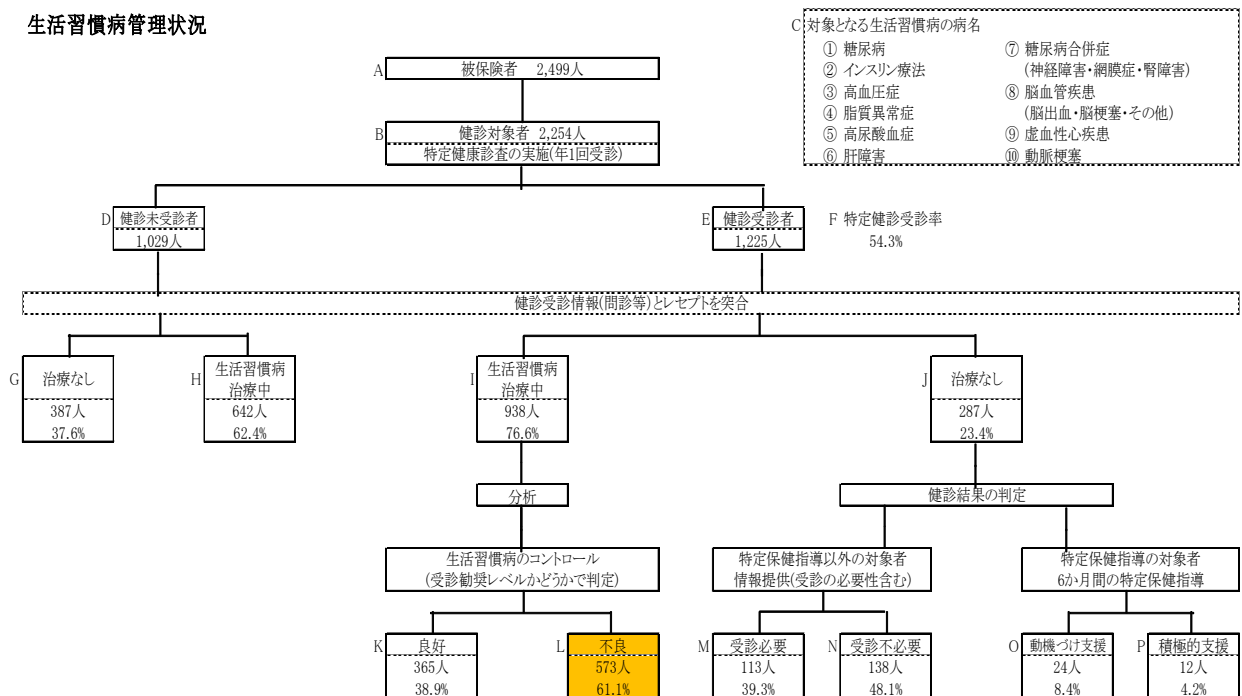 生活習慣病管理状況
C 対象となる生活習慣病の病名
① 糖尿病
② インスリン療法
③ 高血圧症
④ 脂質異常症
⑤ 高尿酸血症
⑥ 肝障害
⑦ 糖尿病合併症
(神経障害・網膜症・腎障害)
⑧ 脳血管疾患
(脳出血・脳梗塞・その他)
⑨ 虚血性心疾患
⑩ 動脈梗塞
A 被保険者 2,499人
B 健診対象者 2,254人
特定健康診査の実施(年1回受診)
D 健診未受診者
1,029人
E 健診受診者
1,225人
F 特定健診受診率
54.3%
健診受診情報(問診等)とレセプトを突合
G 治療なし
387人
37.6%
H 生活習慣病
治療中
642人
62.4%
I 生活習慣病
治療中
938人
76.6%
J 治療なし
287人
23.4%
分析
健診結果の判定
生活習慣病のコントロール
(受診勧奨レベルかどうかで判定)
特定保健指導以外の対象者
情報提供(受診の必要性含む)
特定保健指導の対象者
6か月間の特定保健指導
K 良好
365人
38.9%
L 不良
573人
61.1%
M 受診必要
113人
39.3%
N 受診不必要
138人
48.1%
O 動機づけ支援
24人
8.4%
P 積極的支援
12人
4.2%